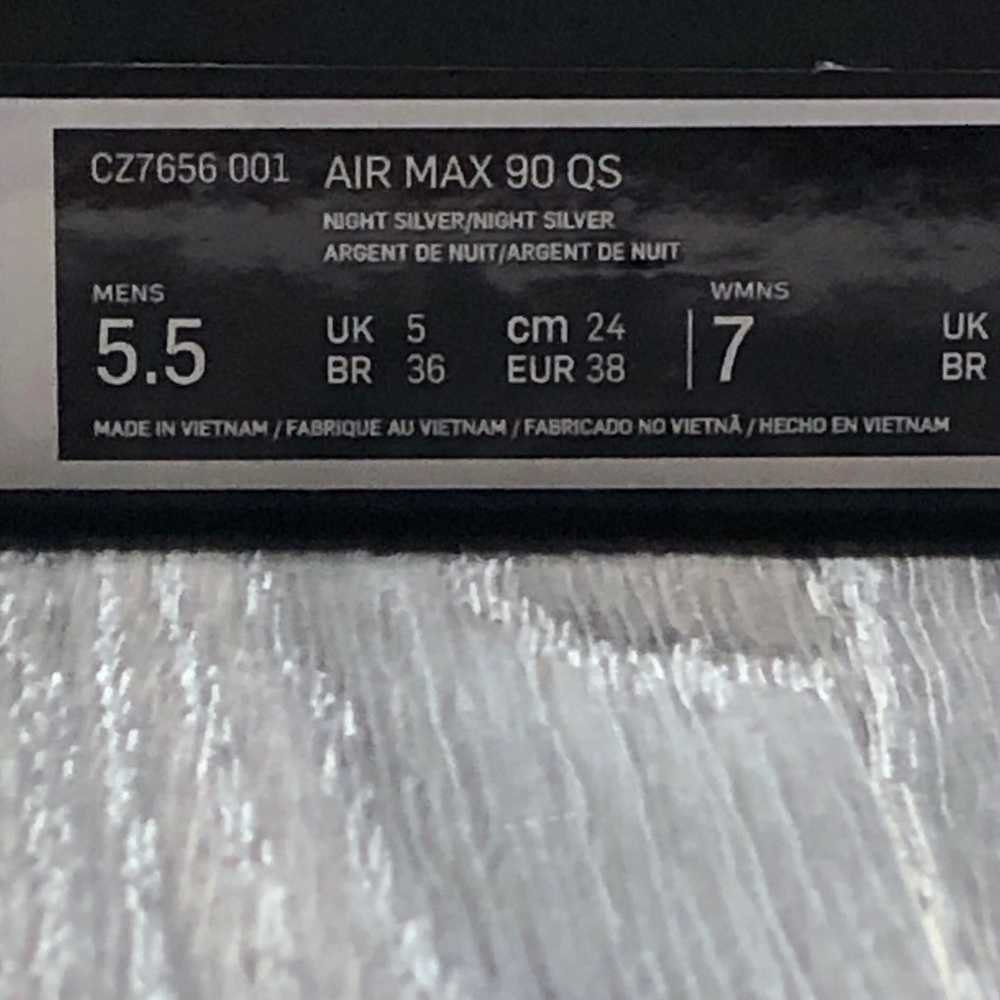 CZ7656 001 AIR MAX 90 QS
NIGHT SILVER/NIGHT SILVER
ARGENT DE NUIT/ARGENT DE NUIT
MENS WMNS
5.5 UK 5 cm 24 7 UK
BR 36 EUR 38 BR
MADE IN VIETNAM / FABRIQUE AU VIETNAM / FABRICADO NO VIETNÃ / HECHO EN VIETNAM